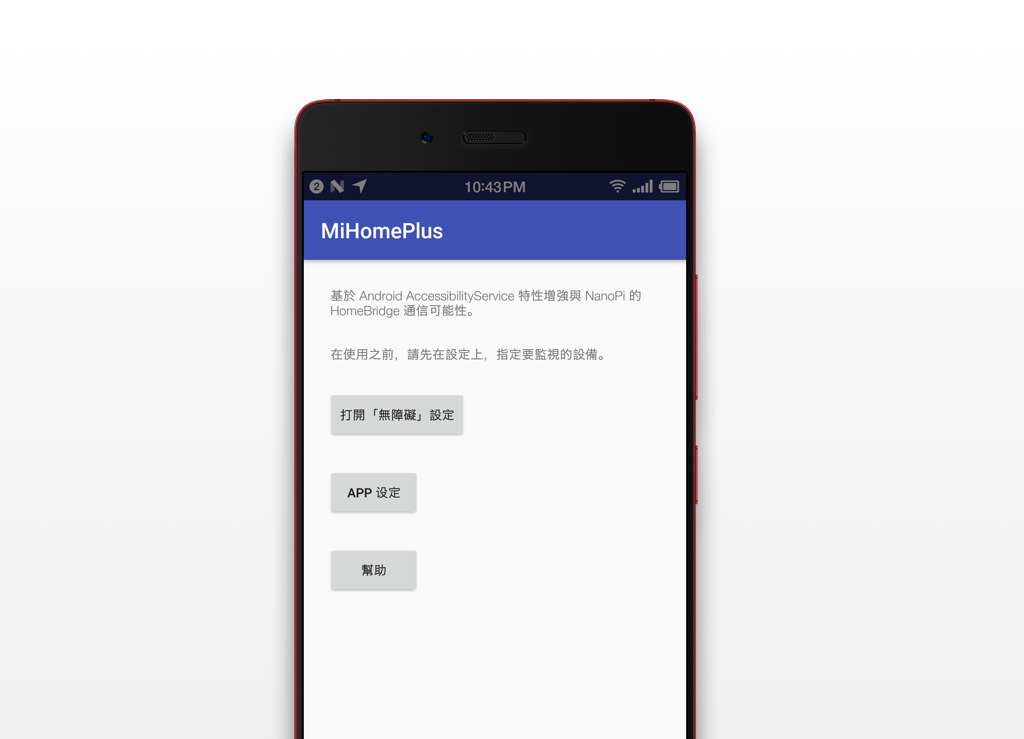 2 10:43PM
MiHomePlus
基於 Android AccessibilityService 特性增強與 NanoPi 的
HomeBridge 通信可能性。
在使用之前，請先在設定上，指定要監視的設備。
打開「無障礙」設定
APP 设定
幫助